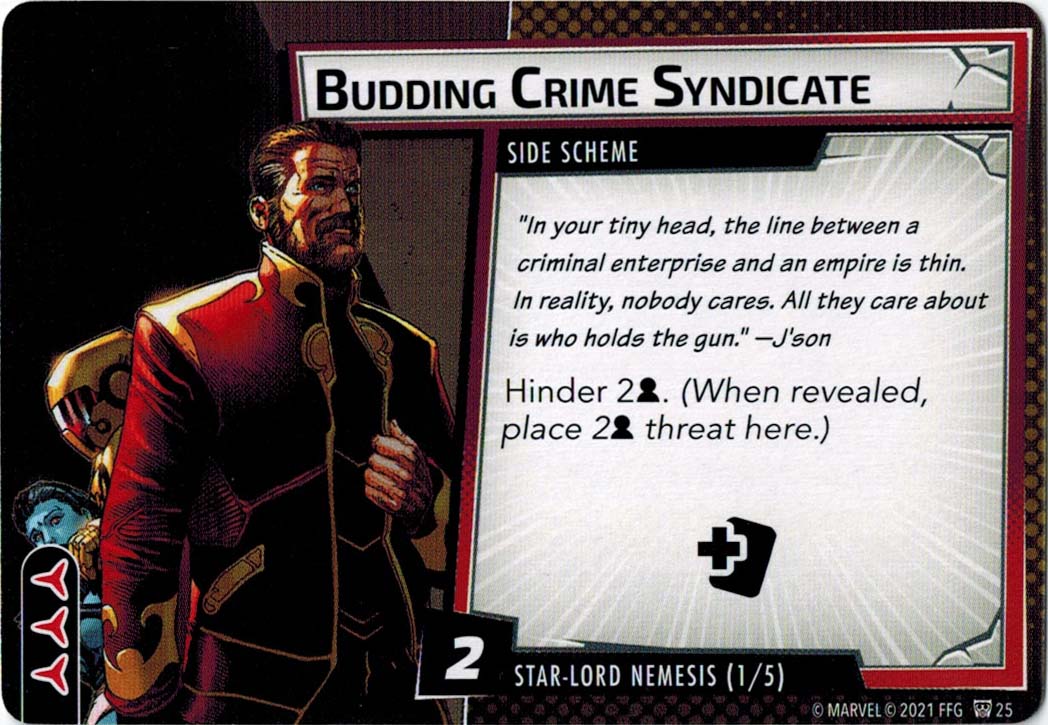 BUDDING CRIME SYNDICATE
SIDE SCHEME
"In your tiny head, the line between a
criminal enterprise and an empire is thin.
In reality, nobody cares. All they care about
is who holds the gun." —J'son
Hinder 2. (When revealed,
place 2 threat here.)
2
STAR-LORD NEMESIS (1/5)
© MARVEL © 2021 FFG 25